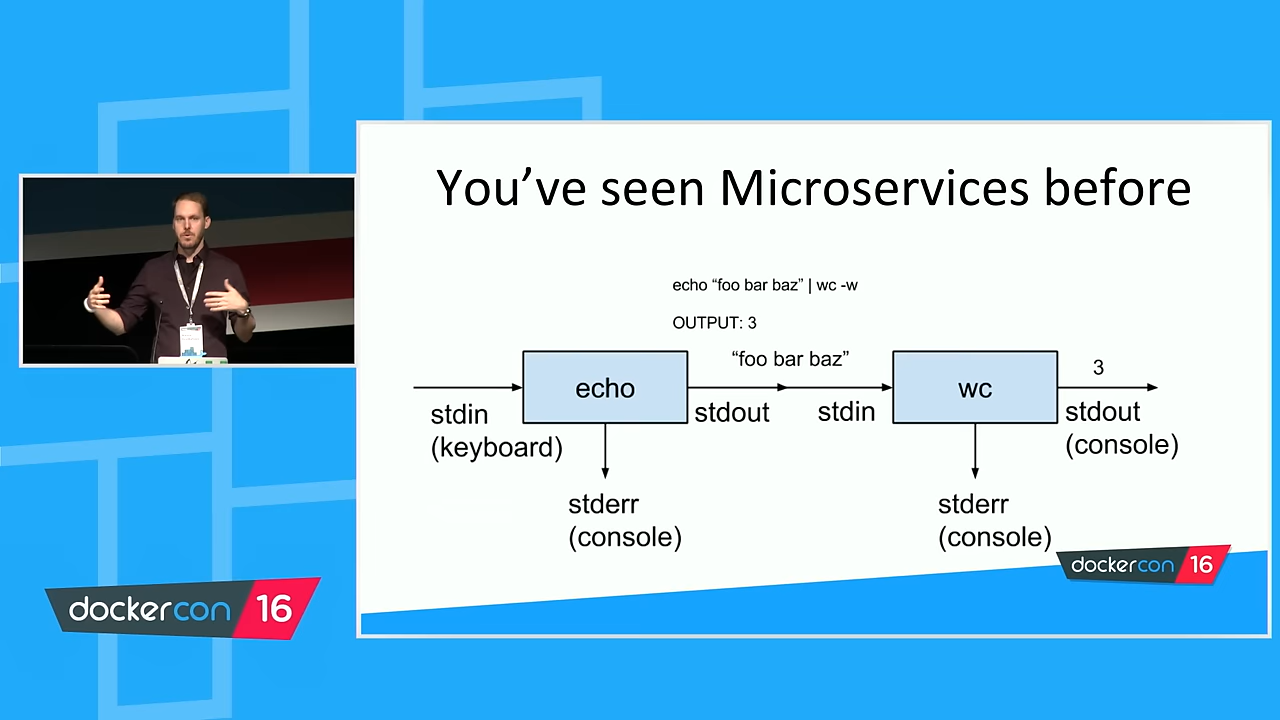 You’ve seen Microservices before
echo “foo bar baz” | wc -w
OUTPUT: 3
“foo bar baz”
3
echo
wc
stdin
(keyboard)
stdout
stdin
stdout
(console)
stderr
(console)
stderr
(console)
dockercon 16
dockercon 16